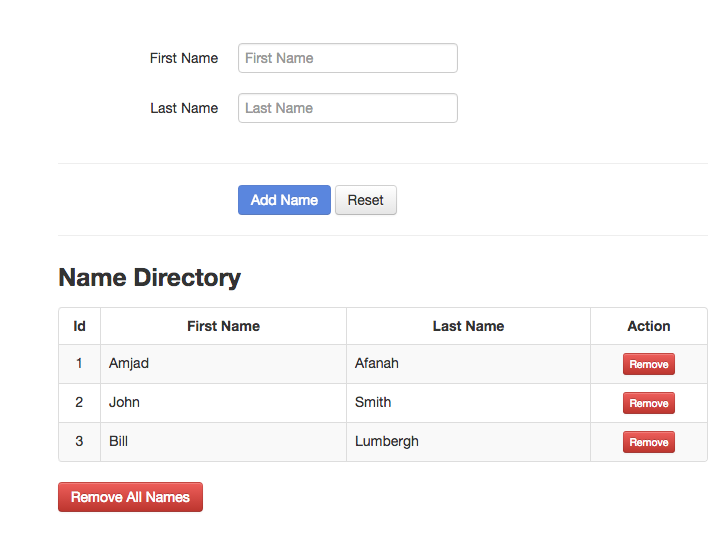 First Name First Name
Last Name Last Name
Add Name Reset
Name Directory
Id First Name Last Name Action
1 Amjad Afanah Remove
2 John Smith Remove
3 Bill Lumbergh Remove
Remove All Names